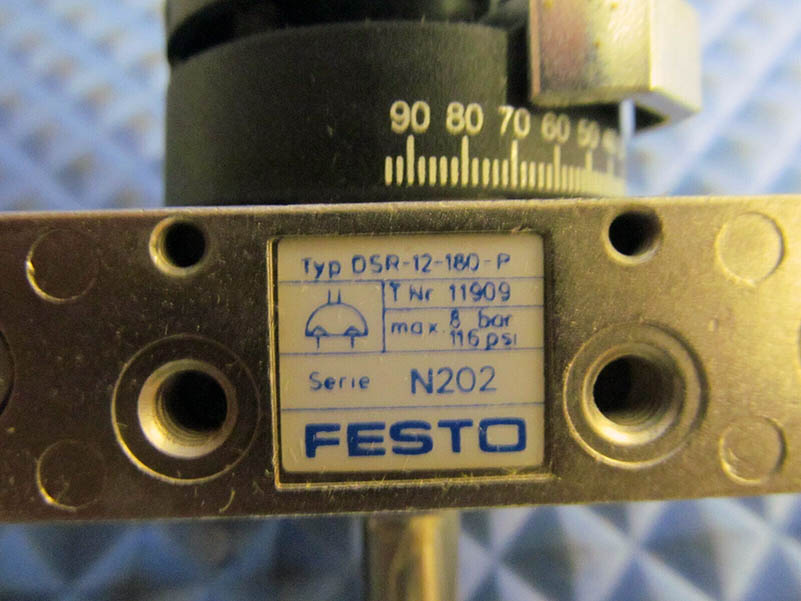 90 80 70 60 50
Typ DSR-12-180-P
T Nr 11909
max. 8 bar
116 psi
Serie N202
FESTO